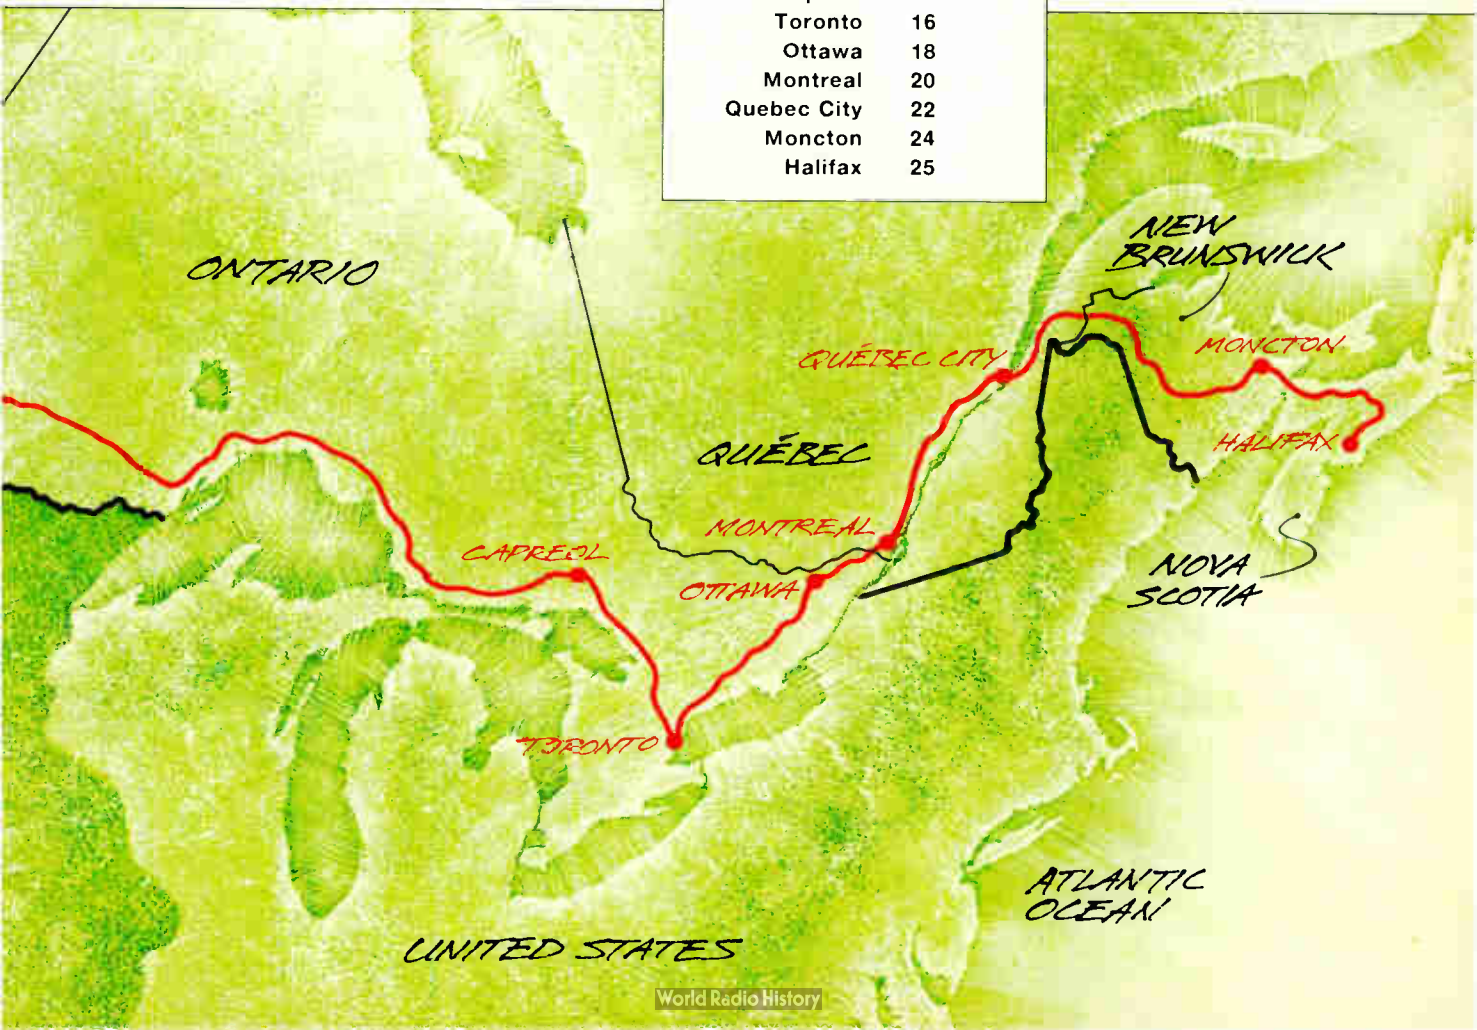 Toronto 16
Ottawa 18
Montreal 20
Quebec City 22
Moncton 24
Halifax 25
NEW
BRUNSWICK
ONTARIO
MONCTON
QUÉBEC CITY
HALIFAX
QUÉBEC
MONTREAL
CAPREOL
OTTAWA
NOVA
SCOTIA
TORONTO
ATLANTIC
OCEAN
UNITED STATES
World Radio History